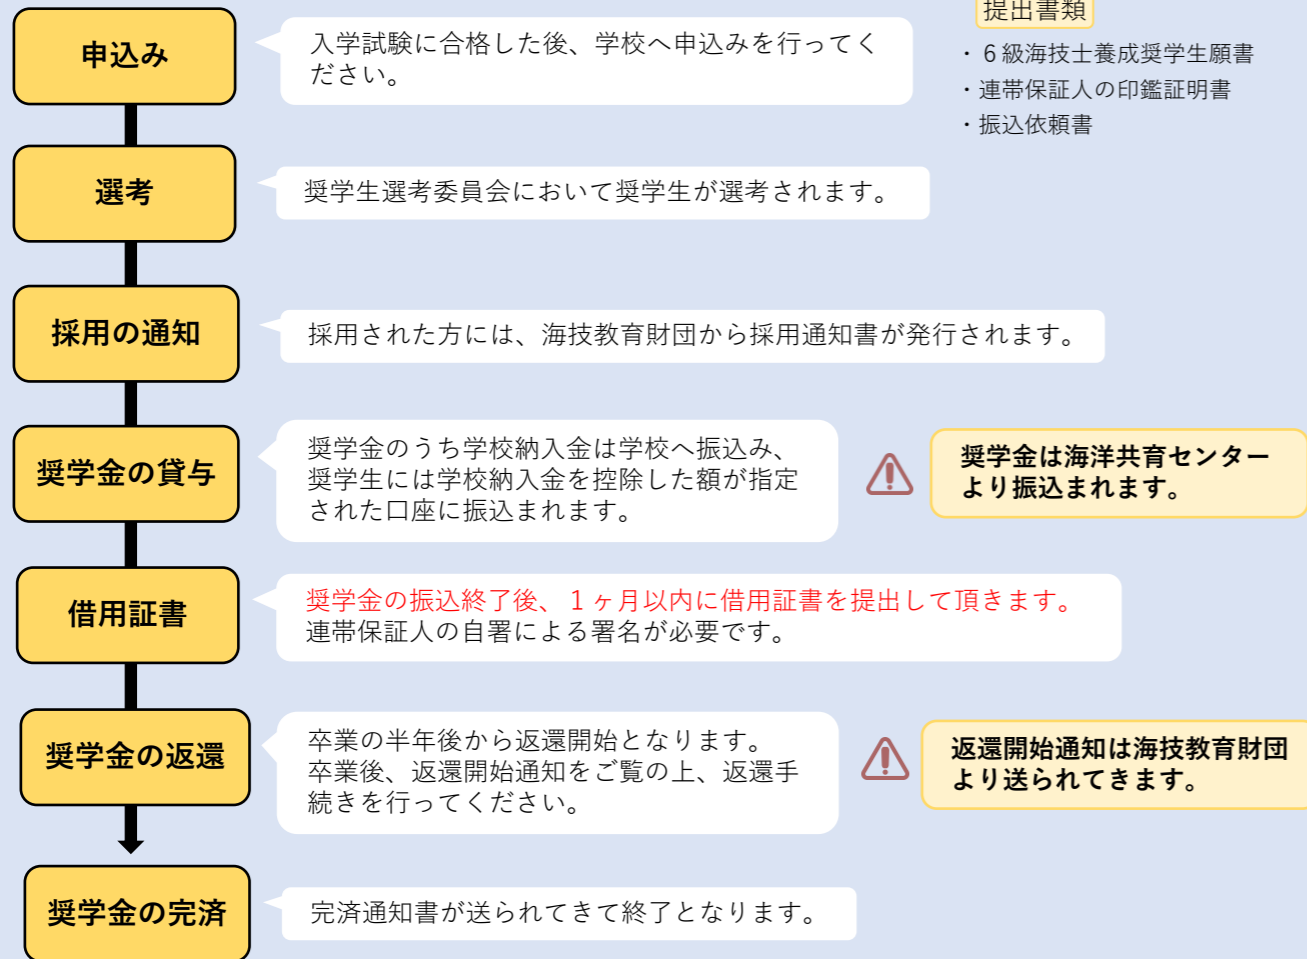 申込み
入学試験に合格した後、学校へ申込みを行ってく
ださい。
提出書類
・６級海技士養成奨学生願書
・連帯保証人の印鑑証明書
・振込依頼書
選考
奨学生選考委員会において奨学生が選考されます。
採用の通知
採用された方には、海技教育財団から採用通知書が発行されます。
奨学金の貸与
奨学金のうち学校納入金は学校へ振込み、
奨学生には学校納入金を控除した額が指定
された口座に振込まれます。
奨学金は海洋共育センター
より振込まれます。
借用証書
奨学金の振込終了後、１ヶ月以内に借用証書を提出して頂きます。
連帯保証人の自署による署名が必要です。
奨学金の返還
卒業の半年後から返還開始となります。
卒業後、返還開始通知をご覧の上、返還手
続きを行ってください。
返還開始通知は海技教育財団
より送られてきます。
奨学金の完済
完済通知書が送られてきて終了となります。